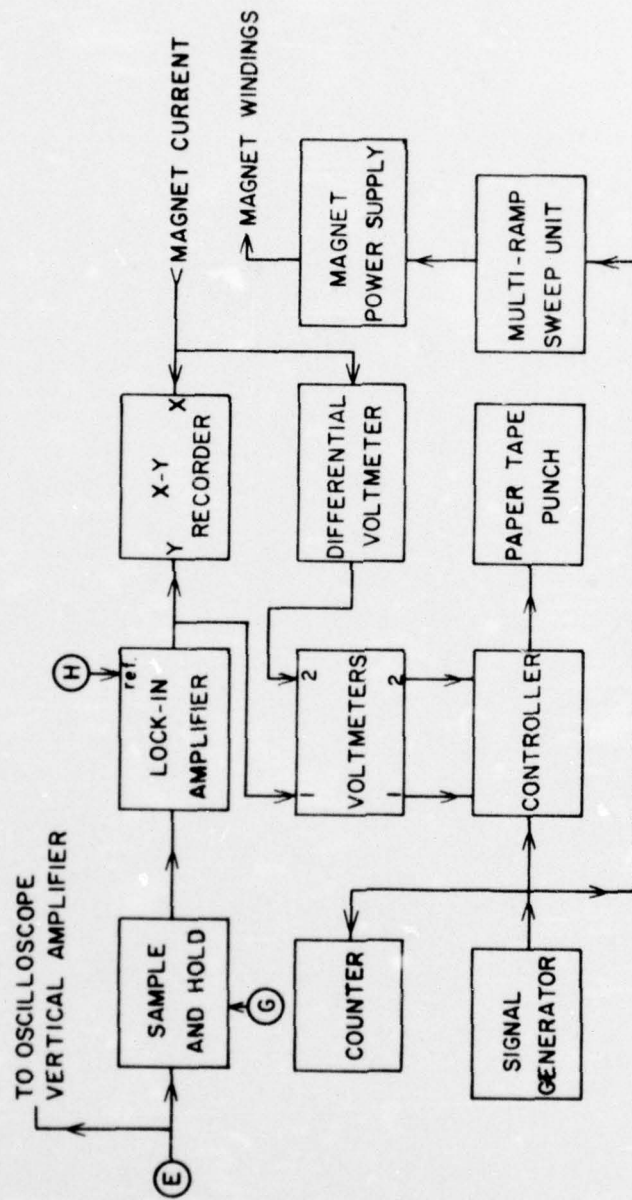 TO OSCILLOSCOPE
VERTICAL AMPLIFIER
E
SAMPLE
AND HOLD
G
H
ref.
LOCK-IN
AMPLIFIER
Y
X-Y
RECORDER
X
MAGNET CURRENT
MAGNET WINDINGS
COUNTER
1
2
VOLTMETERS
1
2
DIFFERENTIAL
VOLTMETER
MAGNET
POWER SUPPLY
SIGNAL
GENERATOR
CONTROLLER
PAPER TAPE
PUNCH
MULTI-RAMP
SWEEP UNIT